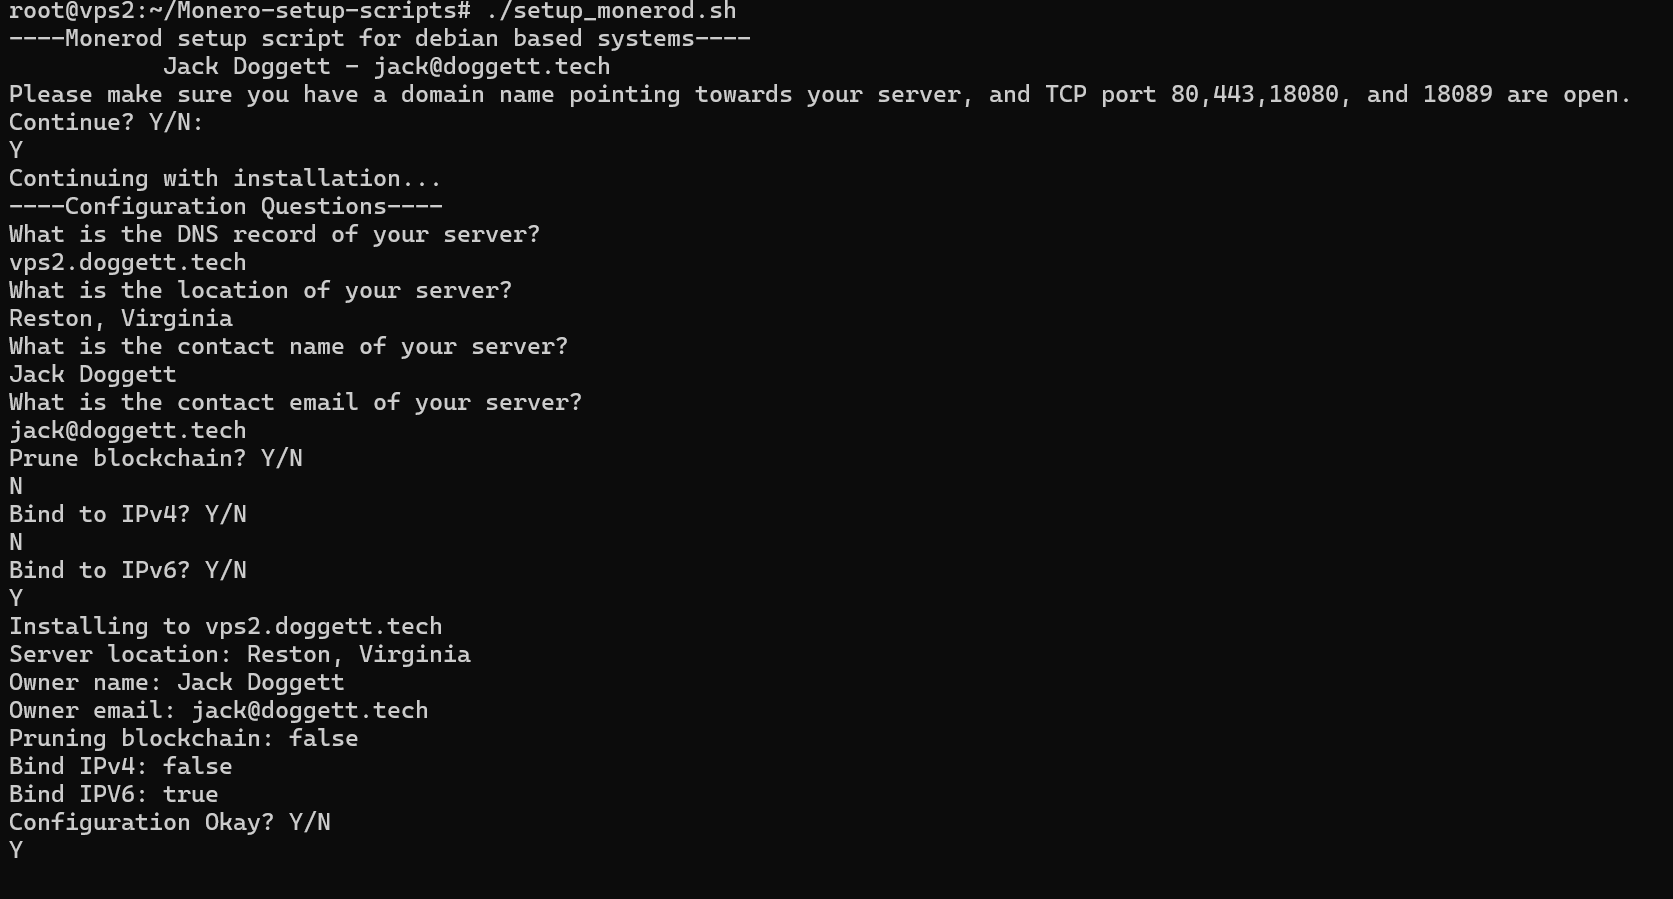 root@vps2:~/Monero-setup-scripts# ./setup_monerod.sh
----Monerod setup script for debian based systems----
Jack Doggett - jack@doggett.tech
Please make sure you have a domain name pointing towards your server, and TCP port 80,443,18080, and 18089 are open.
Continue? Y/N:
Y
Continuing with installation...
----Configuration Questions----
What is the DNS record of your server?
vps2.doggett.tech
What is the location of your server?
Reston, Virginia
What is the contact name of your server?
Jack Doggett
What is the contact email of your server?
jack@doggett.tech
Prune blockchain? Y/N
N
Bind to IPv4? Y/N
N
Bind to IPv6? Y/N
Y
Installing to vps2.doggett.tech
Server location: Reston, Virginia
Owner name: Jack Doggett
Owner email: jack@doggett.tech
Pruning blockchain: false
Bind IPv4: false
Bind IPV6: true
Configuration Okay? Y/N
Y